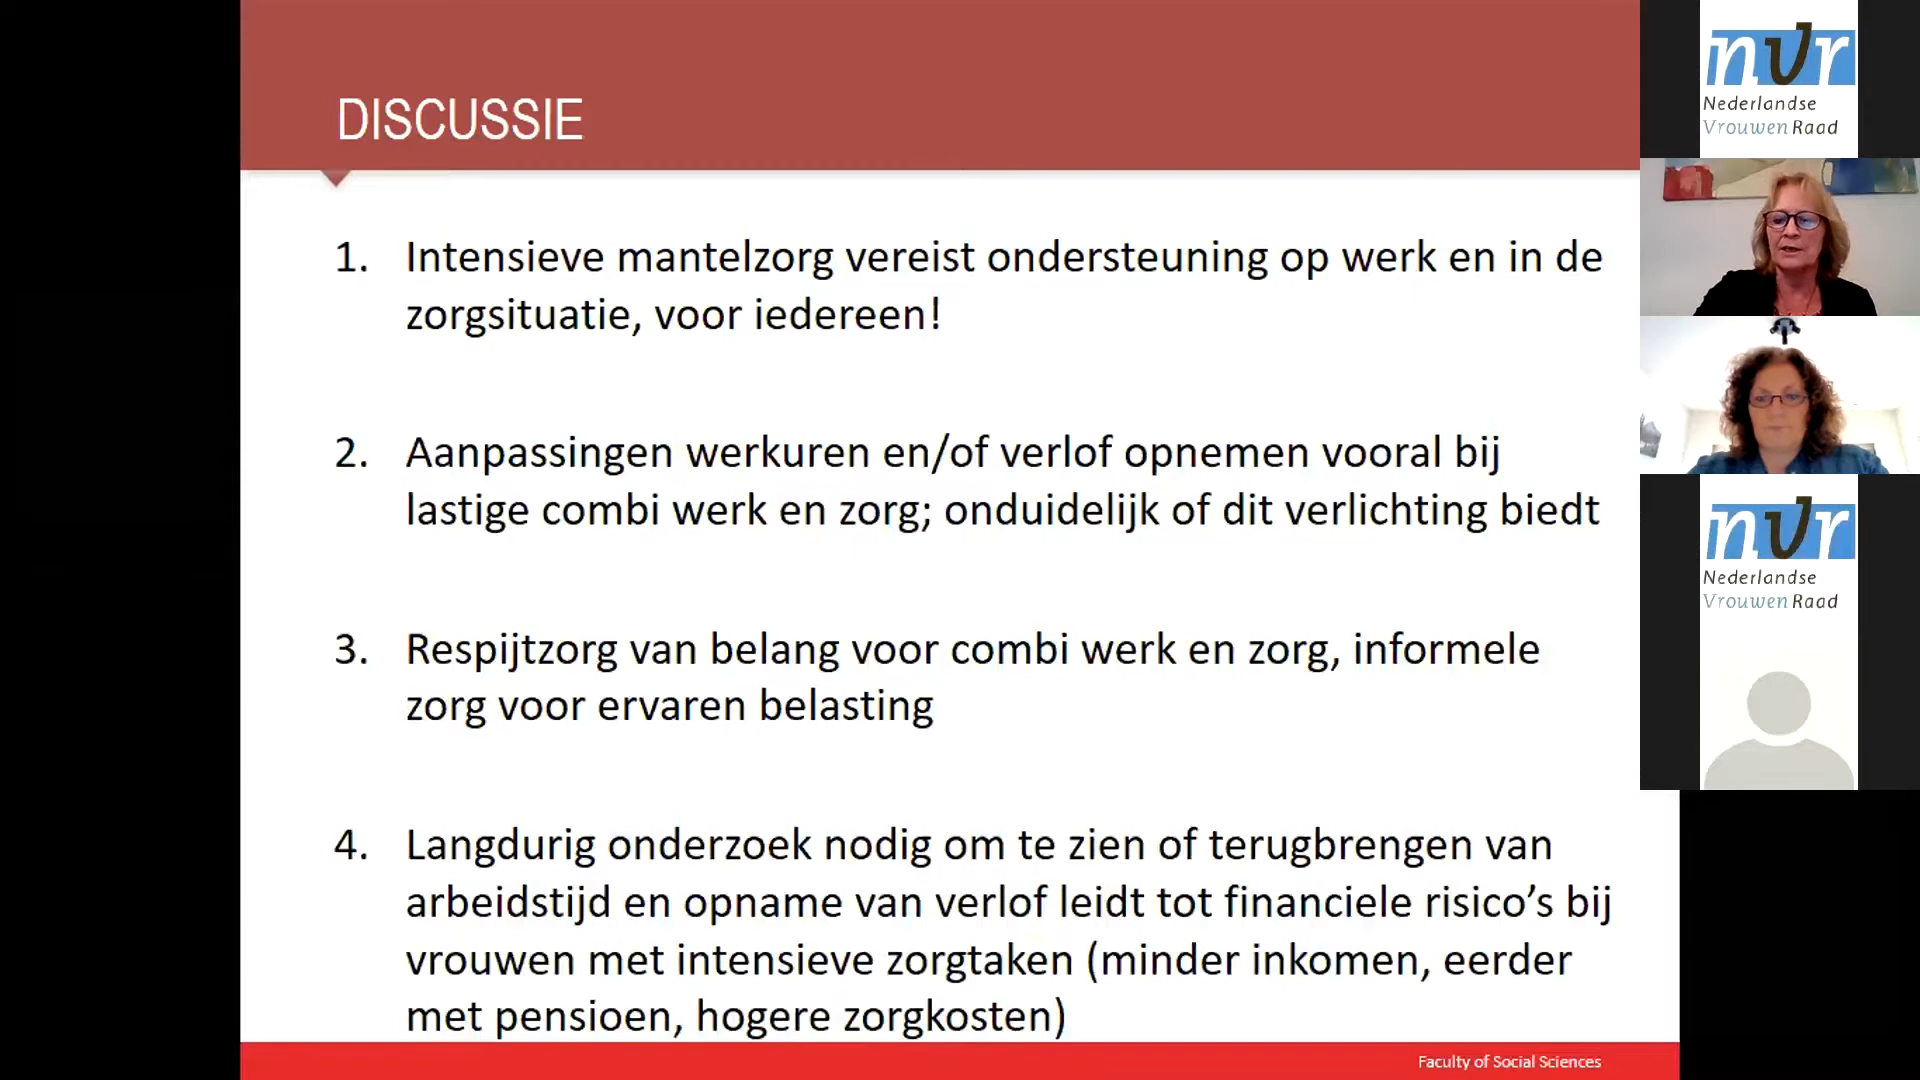 DISCUSSIE
1. Intensieve mantelzorg vereist ondersteuning op werk en in de
zorgsituatie, voor iedereen!
2. Aanpassingen werkuren en/of verlof opnemen vooral bij
lastige combi werk en zorg; onduidelijk of dit verlichting biedt
3. Respijtzorg van belang voor combi werk en zorg, informele
zorg voor ervaren belasting
4. Langdurig onderzoek nodig om te zien of terugbrengen van
arbeidstijd en opname van verlof leidt tot financiele risico’s bij
vrouwen met intensieve zorgtaken (minder inkomen, eerder
met pensioen, hogere zorgkosten)
Faculty of Social Sciences
nvr
Nederlandse
VrouwenRaad
nvr
Nederlandse
VrouwenRaad